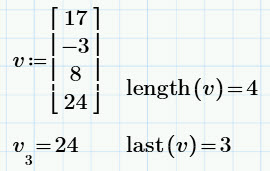 v := [17
-3
8
24]
length(v) = 4
v₃ = 24
last(v) = 3